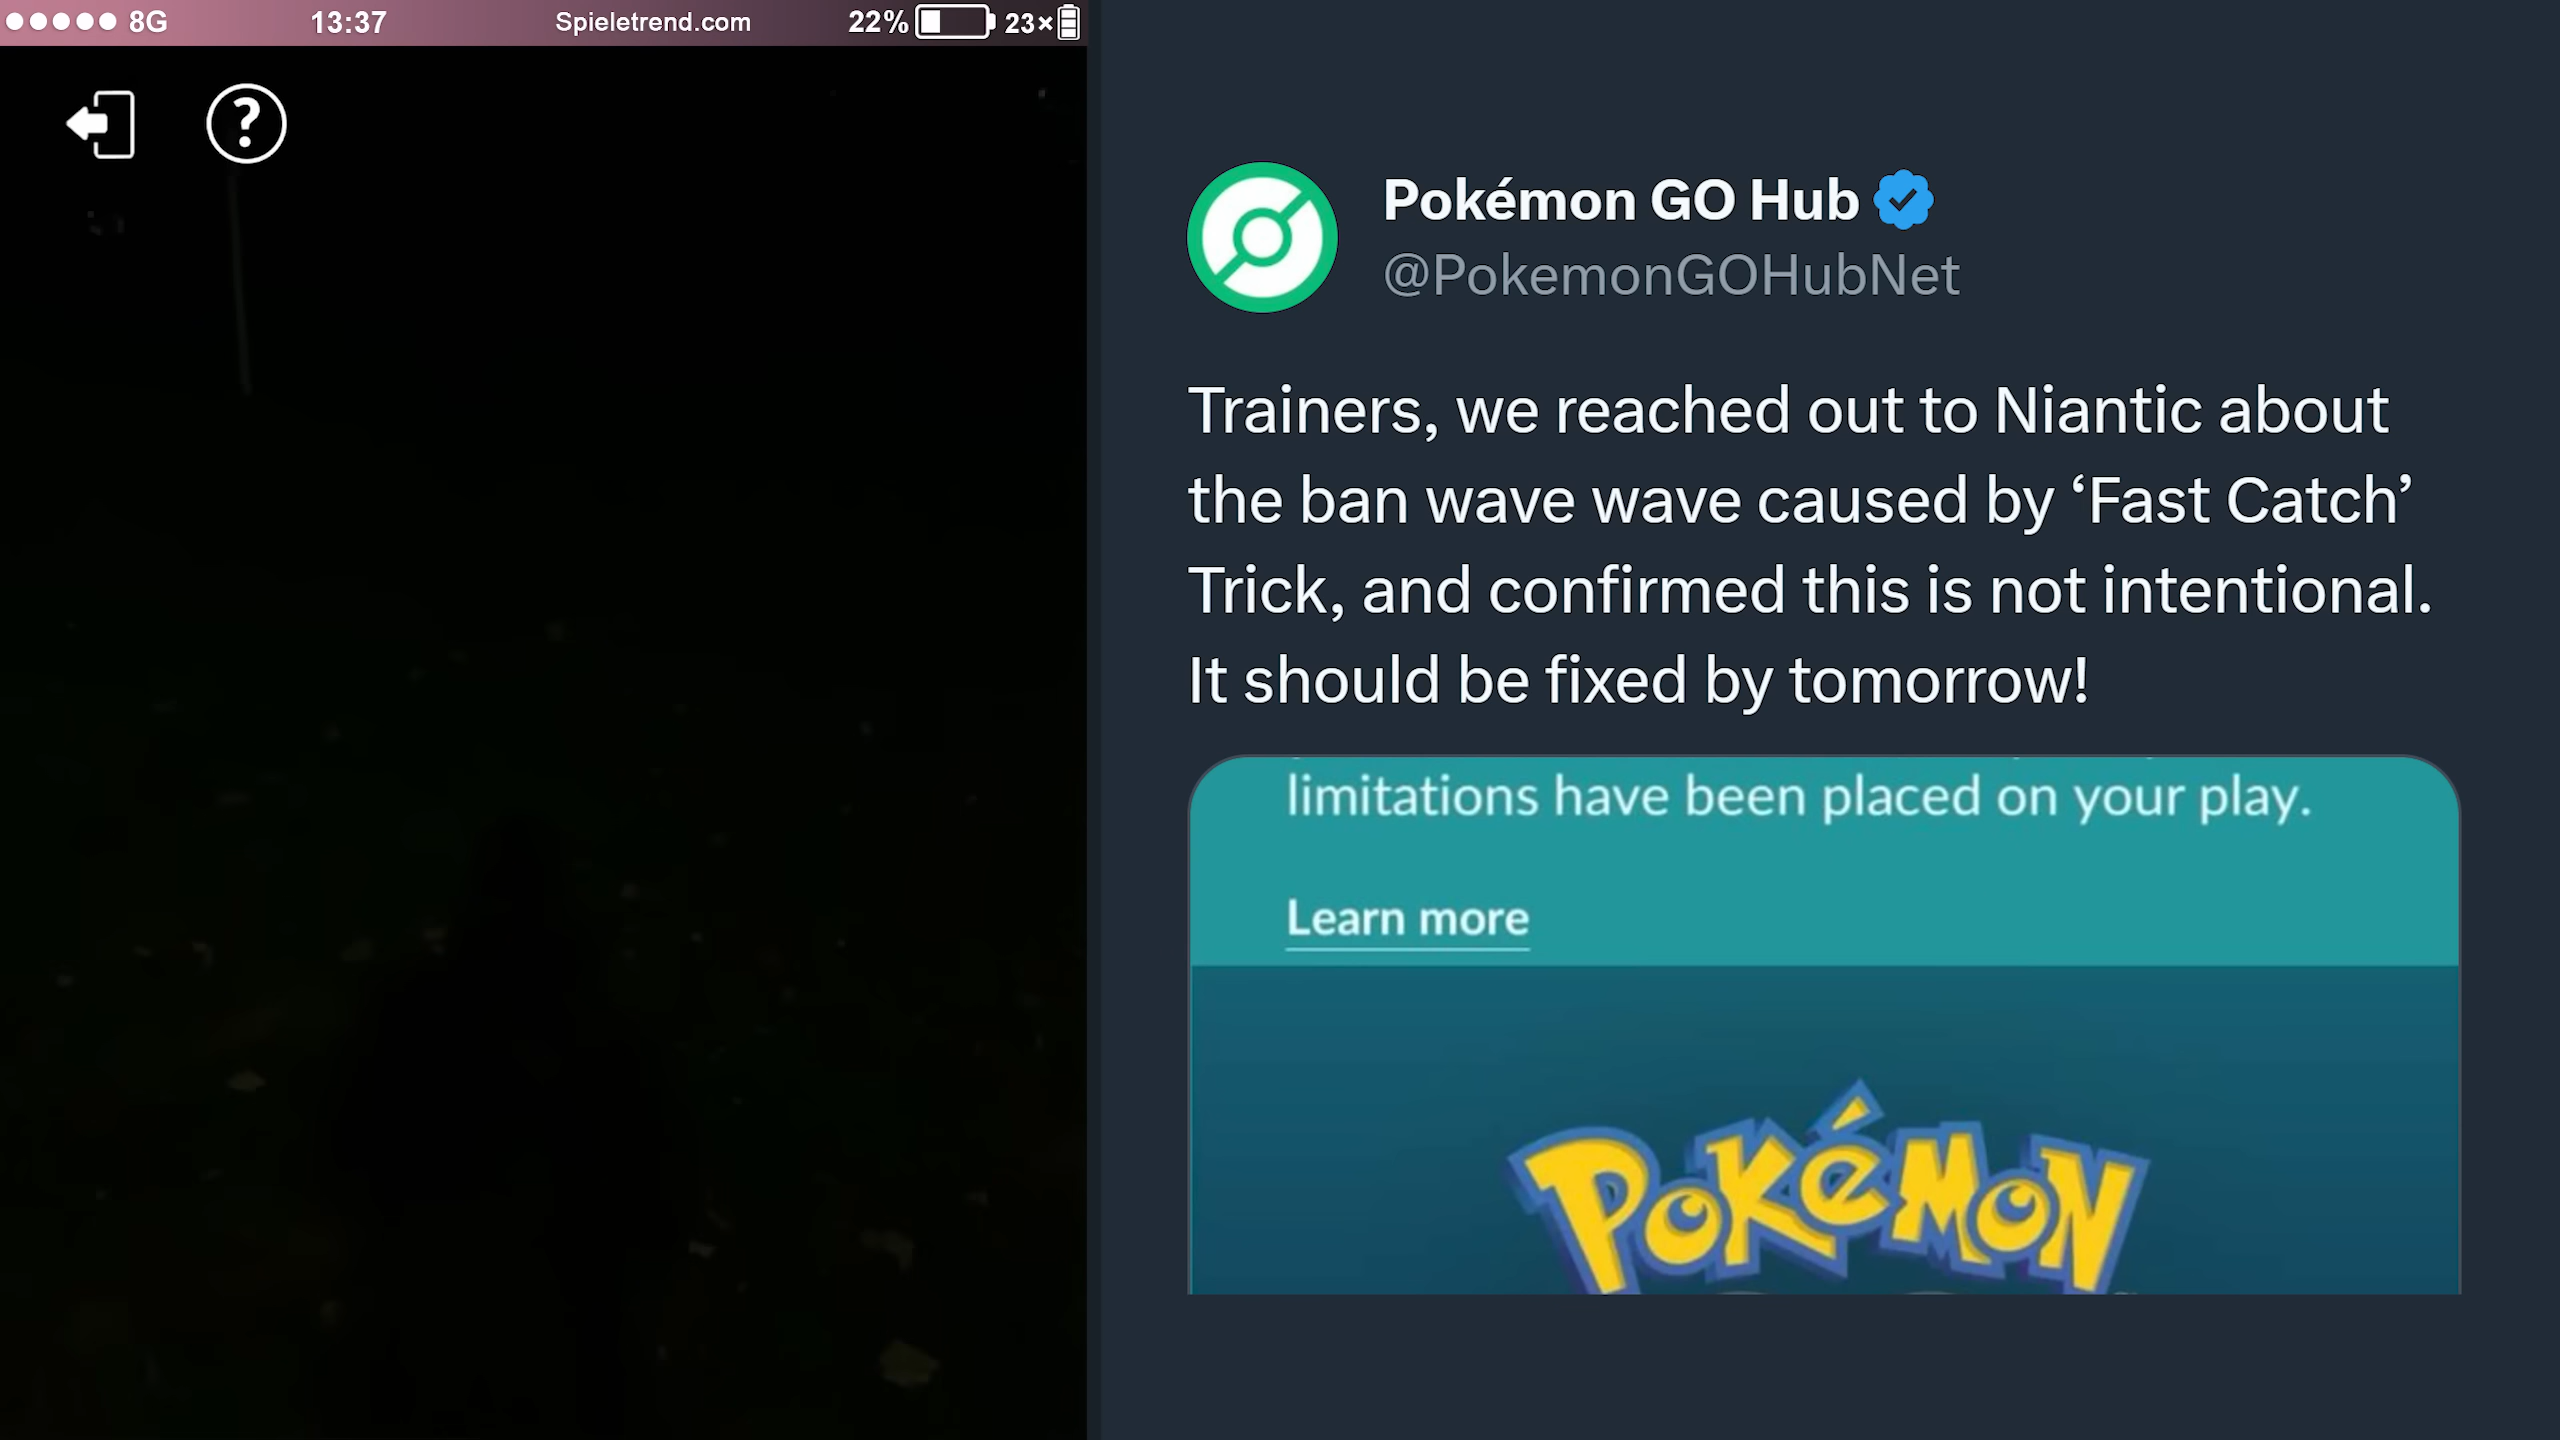 8G 13:37 Spieletrend.com 22% 23×
?
Pokémon GO Hub
@PokemonGOHubNet
Trainers, we reached out to Niantic about
the ban wave wave caused by ‘Fast Catch’
Trick, and confirmed this is not intentional.
It should be fixed by tomorrow!
limitations have been placed on your play.
Learn more
POKéMON